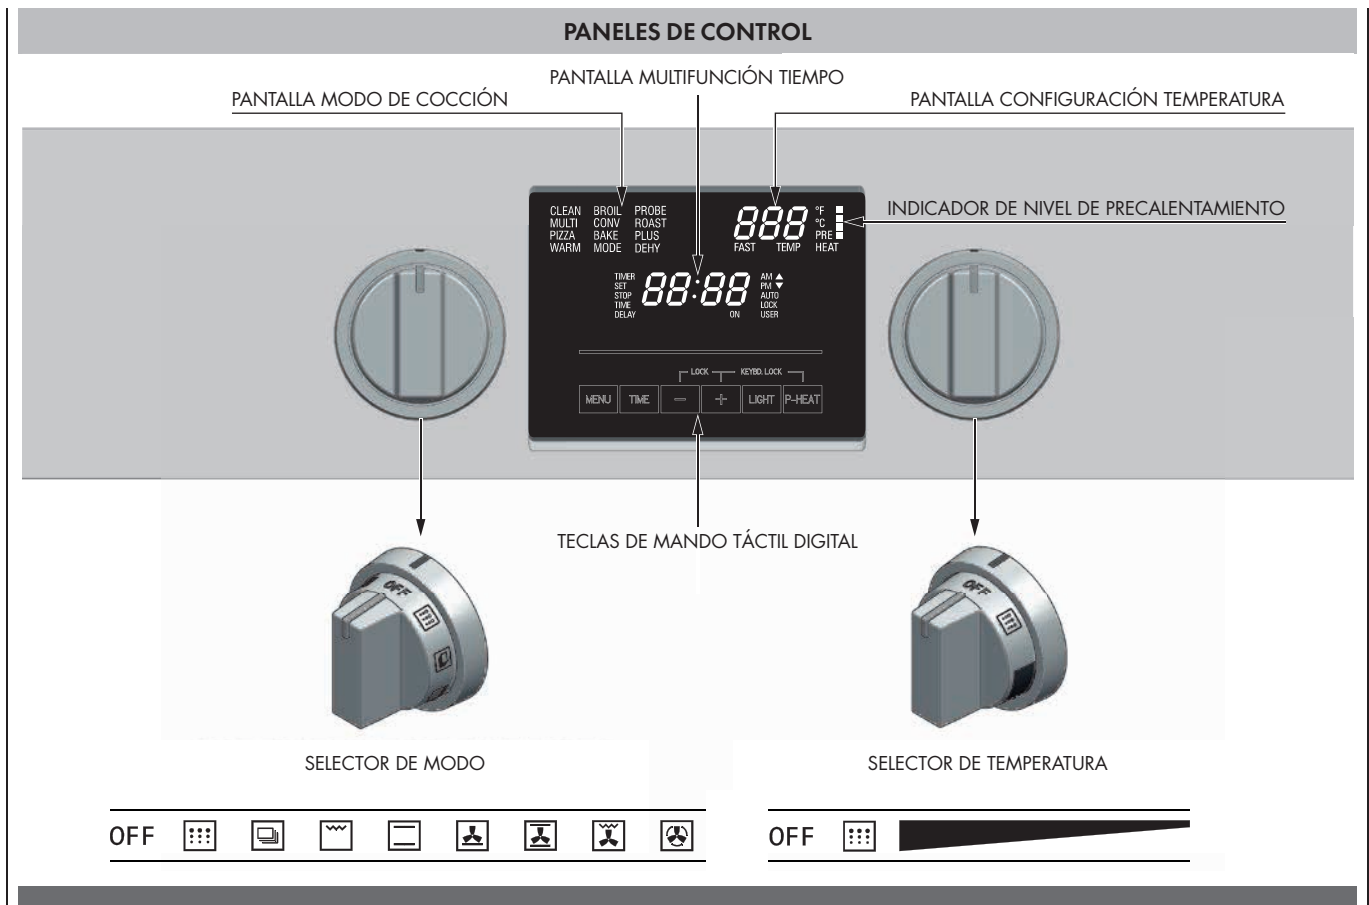 PANELES DE CONTROL
PANTALLA MULTIFUNCIÓN TIEMPO
PANTALLA MODO DE COCCIÓN
PANTALLA CONFIGURACIÓN TEMPERATURA
CLEAN BROIL PROBE
MULTI CONV ROAST
PIZZA BAKE PLUS
WARM MODE DEHY
888 °F
°C
PRE
FAST TEMP HEAT
INDICADOR DE NIVEL DE PRECALENTAMIENTO
TIMER
SET
STOP
TIME
DELAY
88:88
ON
AM ▲
PM ▼
AUTO
LOCK
USER
LOCK KEYBD. LOCK
MENU TIME – + LIGHT P-HEAT
TECLAS DE MANDO TÁCTIL DIGITAL
OFF
OFF
SELECTOR DE MODO
SELECTOR DE TEMPERATURA
OFF
OFF